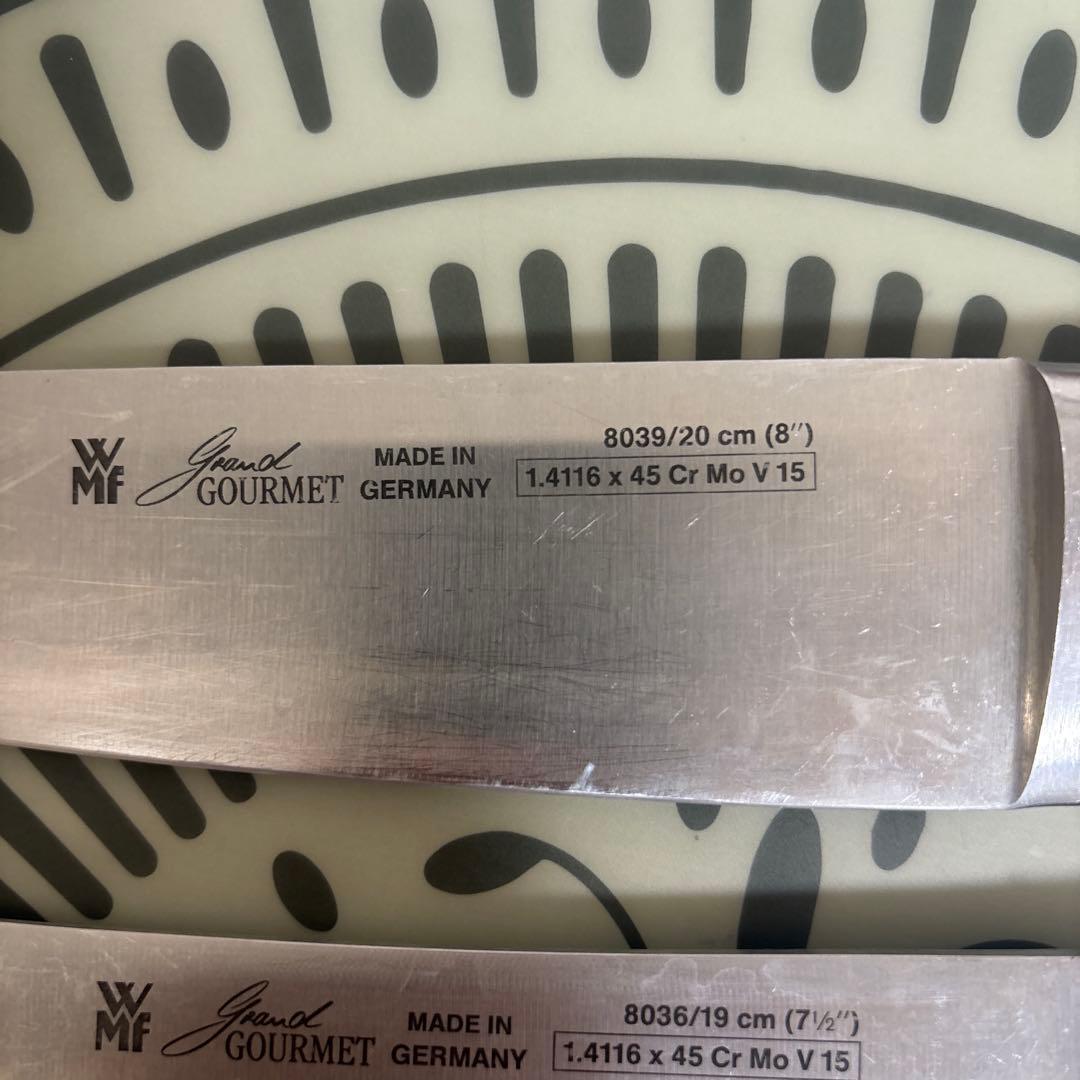 WMF Grand GOURMET MADE IN GERMANY
8039/20 cm (8″)
1.4116 x 45 Cr Mo V 15
WMF Grand GOURMET MADE IN GERMANY
8036/19 cm (7½″)
1.4116 x 45 Cr Mo V 15